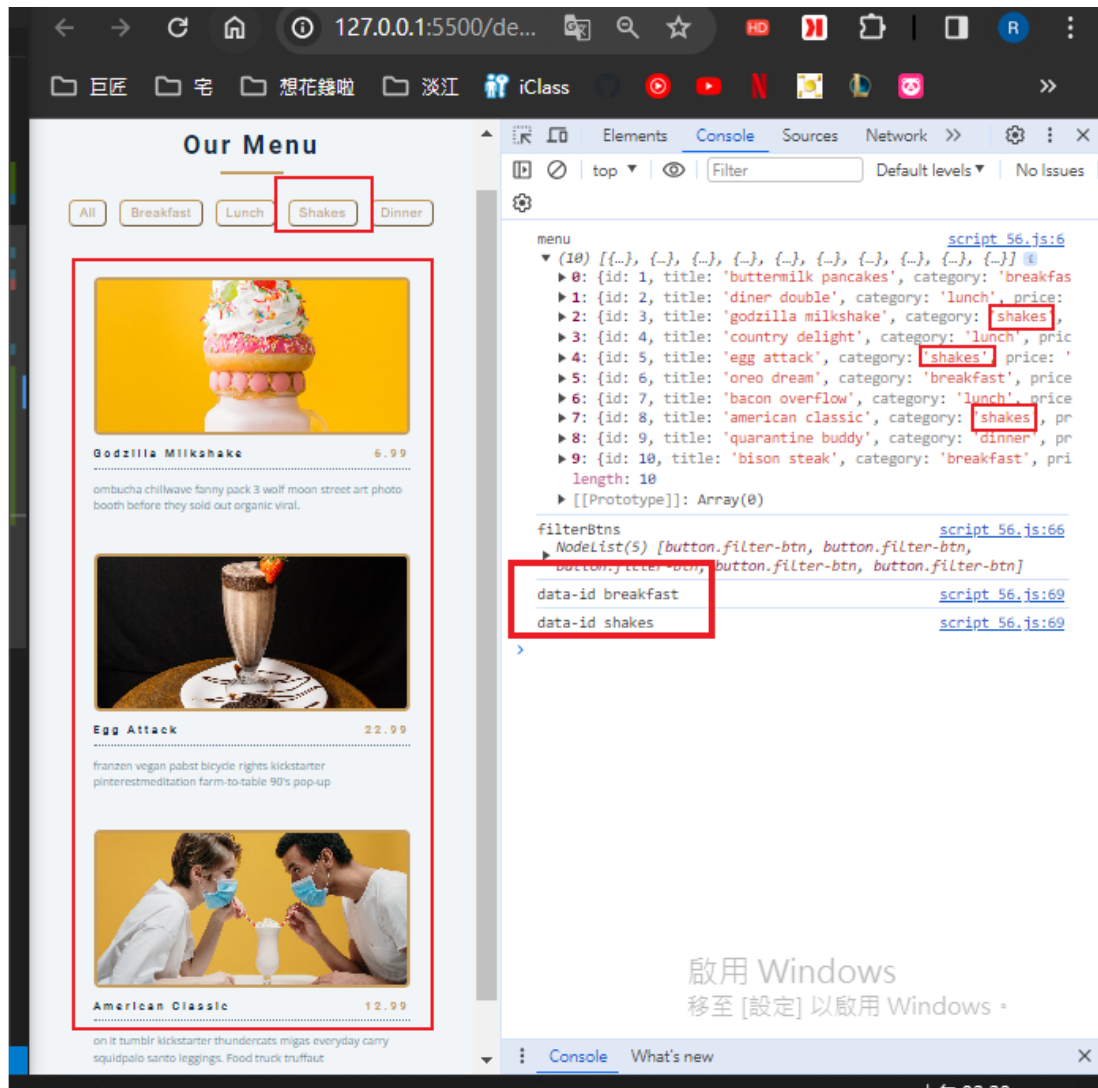 127.0.0.1:5500/de...
HD
R
巨匠 宅 想花錢啦 淡江 iClass N »
Our Menu
All Breakfast Lunch Shakes Dinner
Godzilla Milkshake 6.99
ombucha chillwave fanny pack 3 wolf moon street art photo
booth before they sold out organic viral.
Egg Attack 22.99
franzen vegan pabst bicycle rights kickstarter
pinterestmeditation farm-to-table 90's pop-up
American Classic 12.99
on it tumblr kickstarter thundercats migas everyday carry
squidpalo santo leggings. Food truck truffaut
Elements Console Sources Network »
top ▼ Filter Default levels ▼ No Issues
menu script 56.js:6
▼ (10) [{…}, {…}, {…}, {…}, {…}, {…}, {…}, {…}, {…}, {…}] i
▶ 0: {id: 1, title: 'buttermilk pancakes', category: 'breakfas
▶ 1: {id: 2, title: 'diner double', category: 'lunch', price:
▶ 2: {id: 3, title: 'godzilla milkshake', category: 'shakes',
▶ 3: {id: 4, title: 'country delight', category: 'lunch', pric
▶ 4: {id: 5, title: 'egg attack', category: 'shakes', price: '
▶ 5: {id: 6, title: 'oreo dream', category: 'breakfast', price
▶ 6: {id: 7, title: 'bacon overflow', category: 'lunch', price
▶ 7: {id: 8, title: 'american classic', category: 'shakes', pr
▶ 8: {id: 9, title: 'quarantine buddy', category: 'dinner', pr
▶ 9: {id: 10, title: 'bison steak', category: 'breakfast', pri
length: 10
▶ [[Prototype]]: Array(0)
filterBtns script 56.js:66
NodeList(5) [button.filter-btn, button.filter-btn,
▶ button.filter-btn, button.filter-btn, button.filter-btn]
data-id breakfast script 56.js:69
data-id shakes script 56.js:69
>
啟用 Windows
移至 [設定] 以啟用 Windows。
Console What's new